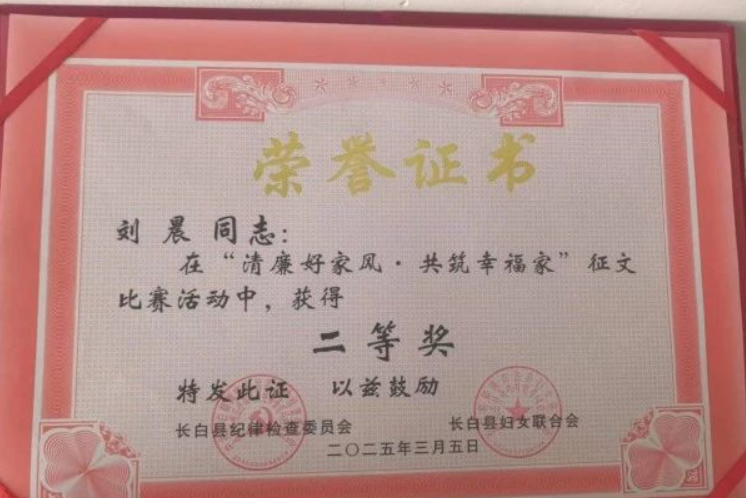 荣誉证书
刘晨同志:
在“清廉好家风·共筑幸福家”征文
比赛活动中，获得
二等奖
特发此证 以兹鼓励
长白县纪律检查委员会 长白县妇女联合会
二〇二五年三月五日